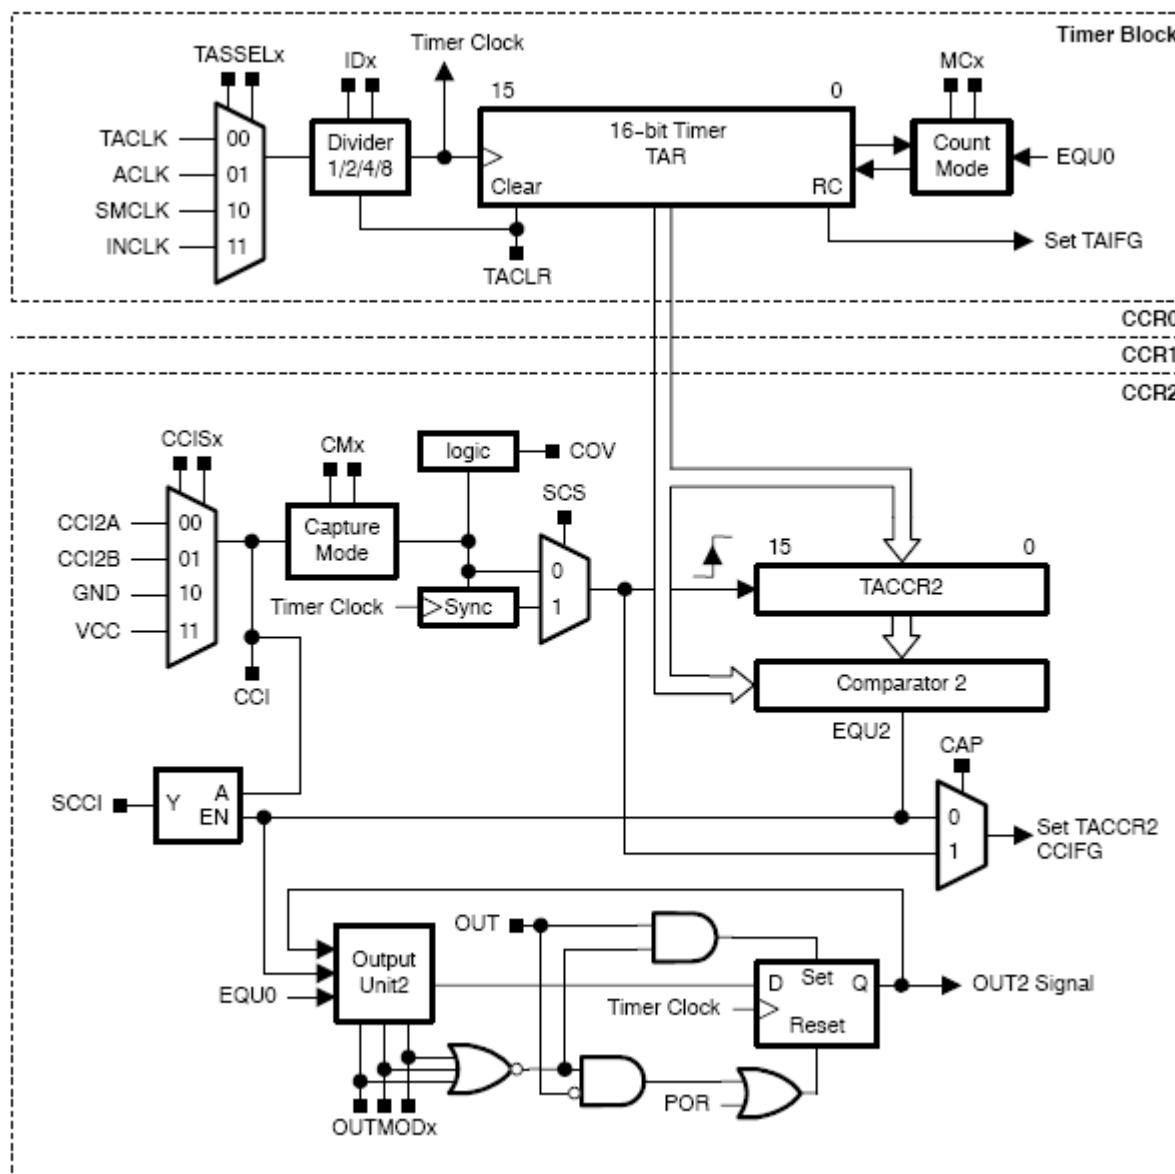 Timer Block
Timer Clock
TASSELx
IDx
15
0
MCx
TACLK
00
ACLK
01
SMCLK
10
INCLK
11
Divider
1/2/4/8
16-bit Timer
TAR
Clear
RC
Count
Mode
EQU0
Set TAIFG
TACLR
CCR0
CCR1
CCR2
CCISx
CMx
logic
COV
SCS
CCI2A
00
CCI2B
01
GND
10
VCC
11
Capture
Mode
Timer Clock
Sync
0
1
15
0
TACCR2
Comparator 2
CCI
EQU2
CAP
SCCI
Y
A
EN
0
1
Set TACCR2
CCIFG
OUT
Output
Unit2
EQU0
D
Set
Q
Timer Clock
Reset
OUT2 Signal
POR
OUTMODx